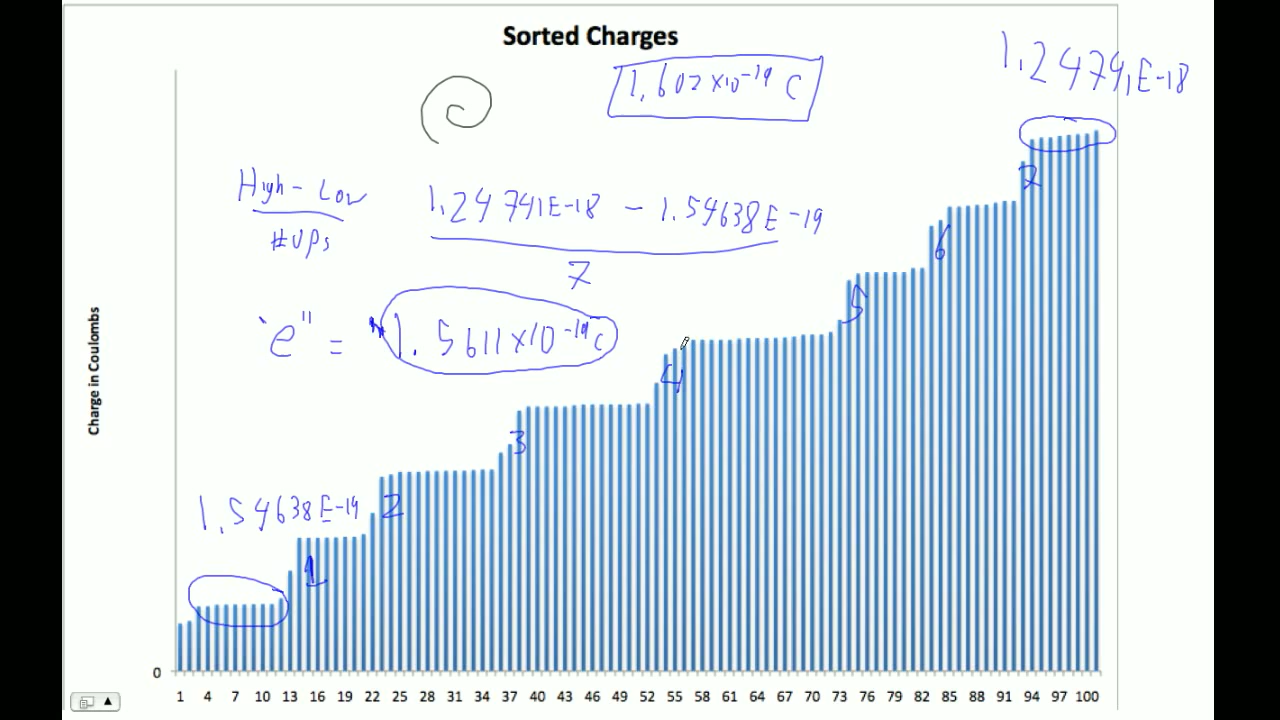 Sorted Charges
1.602 x10^-19 C
1.24791E-18
High - Low
# Ups
1.24791E-18 - 1.54638E-19
7
"e" = 1.5611 x10^-19 C
1.54638E-19
1
2
3
4
5
6
7
Charge in Coulombs
0
1 4 7 10 13 16 19 22 25 28 31 34 37 40 43 46 49 52 55 58 61 64 67 70 73 76 79 82 85 88 91 94 97 100